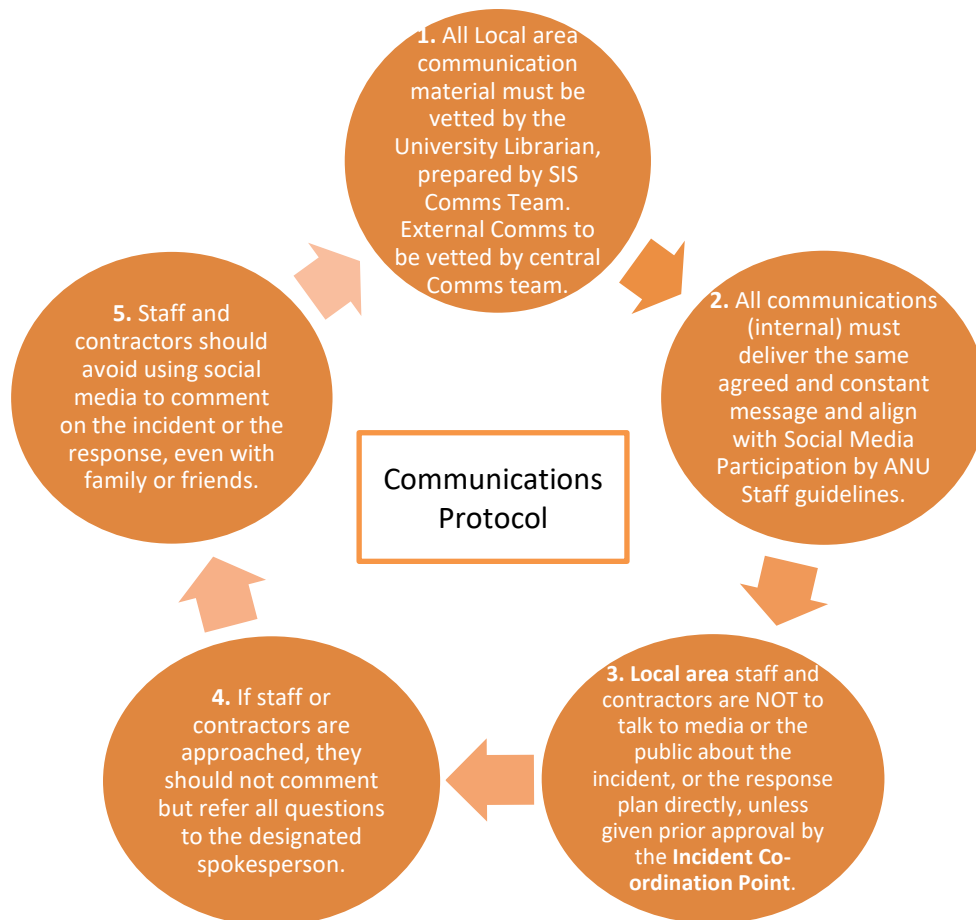 1. All Local area
communication
material must be
vetted by the
University Librarian,
prepared by SIS
Comms Team.
External Comms to
be vetted by central
Comms team.
2. All communications
(internal) must
deliver the same
agreed and constant
message and align
with Social Media
Participation by ANU
Staff guidelines.
3. Local area staff and
contractors are NOT to
talk to media or the
public about the
incident, or the response
plan directly, unless
given prior approval by
the Incident Co-
ordination Point.
4. If staff or
contractors are
approached, they
should not comment
but refer all questions
to the designated
spokesperson.
5. Staff and
contractors should
avoid using social
media to comment
on the incident or the
response, even with
family or friends.
Communications
Protocol